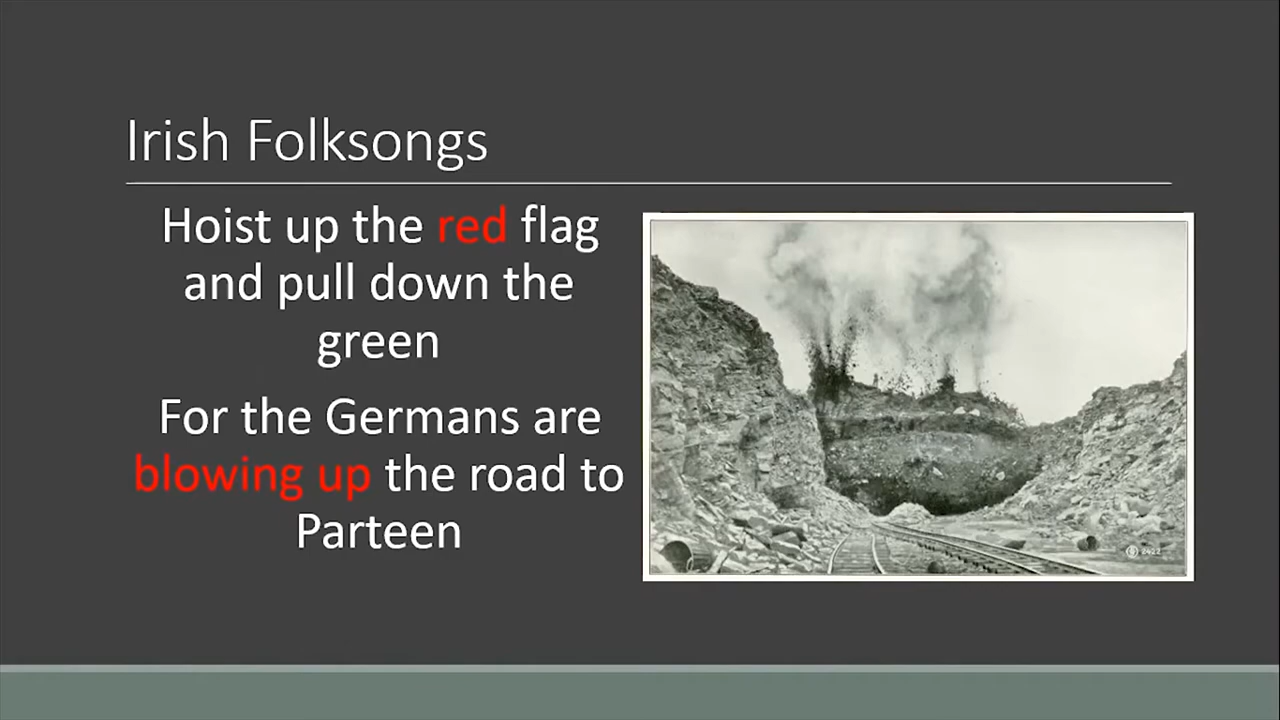 Irish Folksongs
Hoist up the red flag
and pull down the
green
For the Germans are
blowing up the road to
Parteen